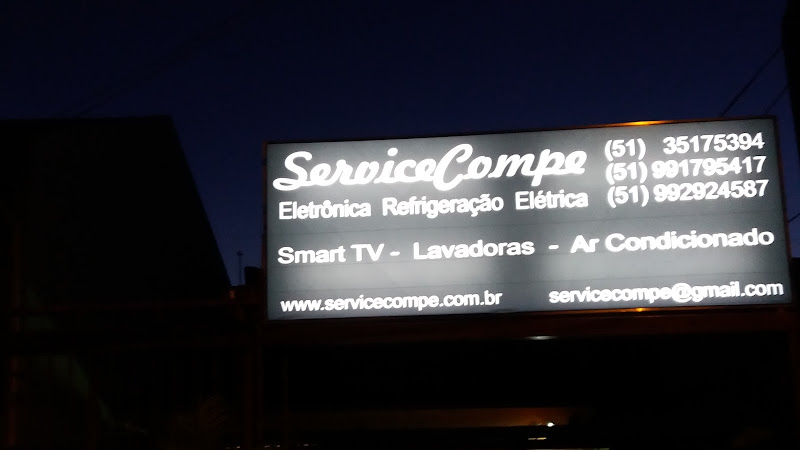 ServiceCompe
Eletrônica Refrigeração Elétrica
(51) 35175394
(51) 991795417
(51) 992924587
Smart TV - Lavadoras - Ar Condicionado
www.servicecompe.com.br
servicecompe@gmail.com